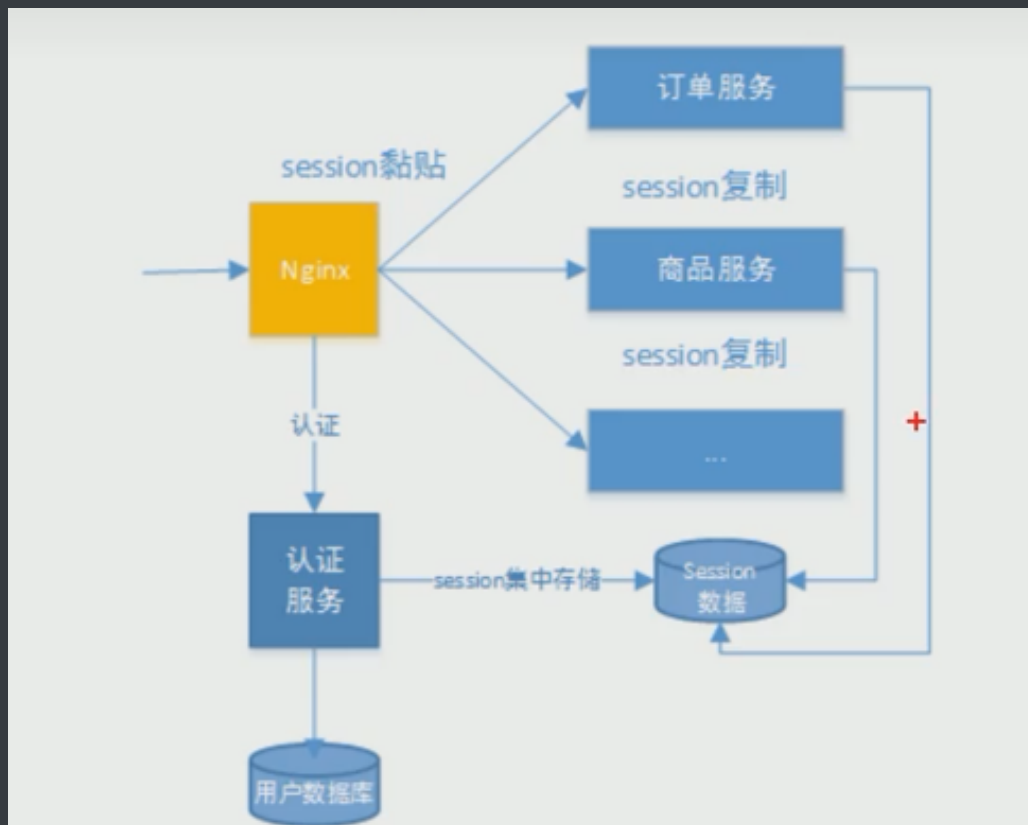 订单服务
session黏贴
session复制
Nginx
商品服务
session复制
认证
...
认证
服务
session集中存储
Session
数据
用户数据库